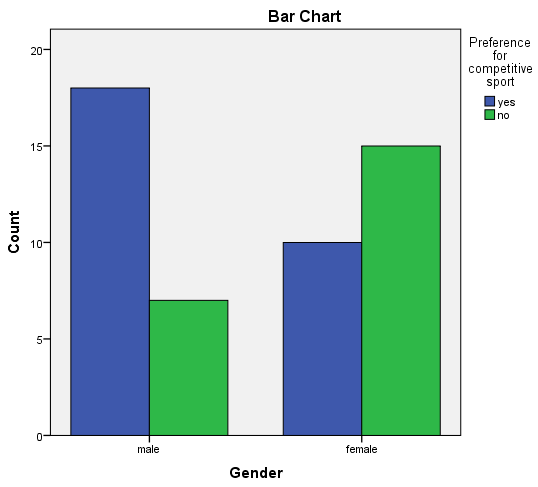 Bar Chart
Preference
for
competitive
sport
yes
no
20
15
10
5
0
Count
male
female
Gender